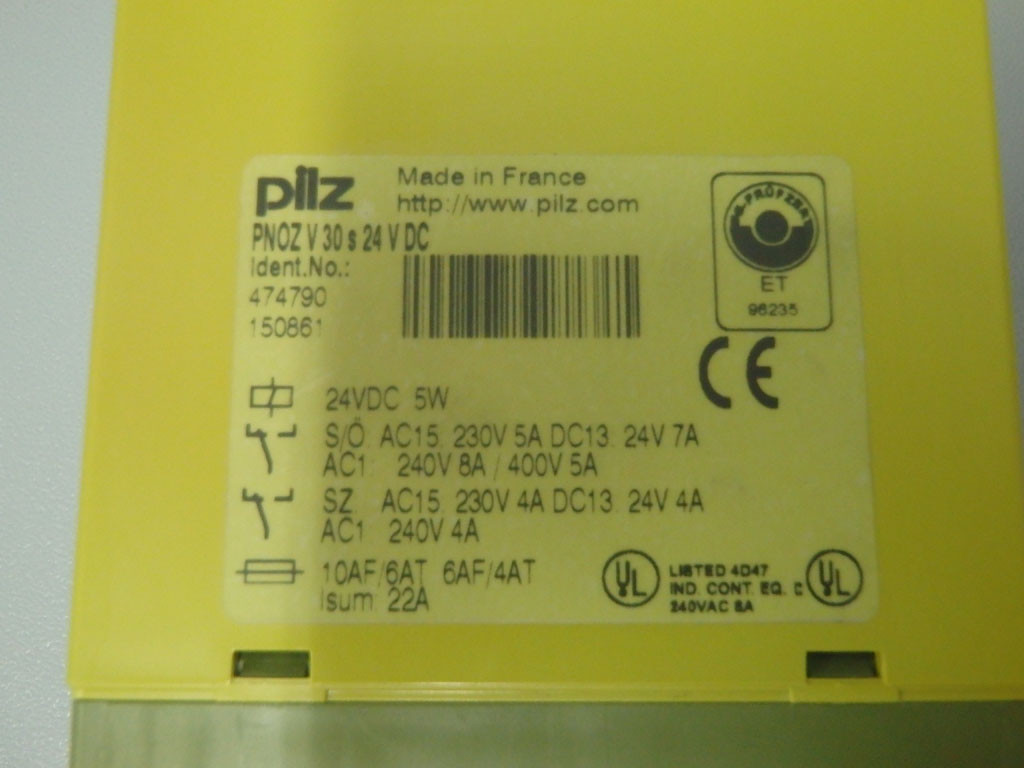 pilz
Made in France
http://www.pilz.com
PNOZ V 30 s 24 V DC
Ident.No.:
474790
150861
ET
96235
CE
24VDC 5W
S/Ö. AC15. 230V 5A DC13. 24V 7A
AC1: 240V 8A / 400V 5A
SZ. AC15. 230V 4A DC13. 24V 4A
AC1 240V 4A
10AF/6AT 6AF/4AT
Isum: 22A
UL
LISTED 4D47
IND. CONT. EQ.
240VAC 8A
UL